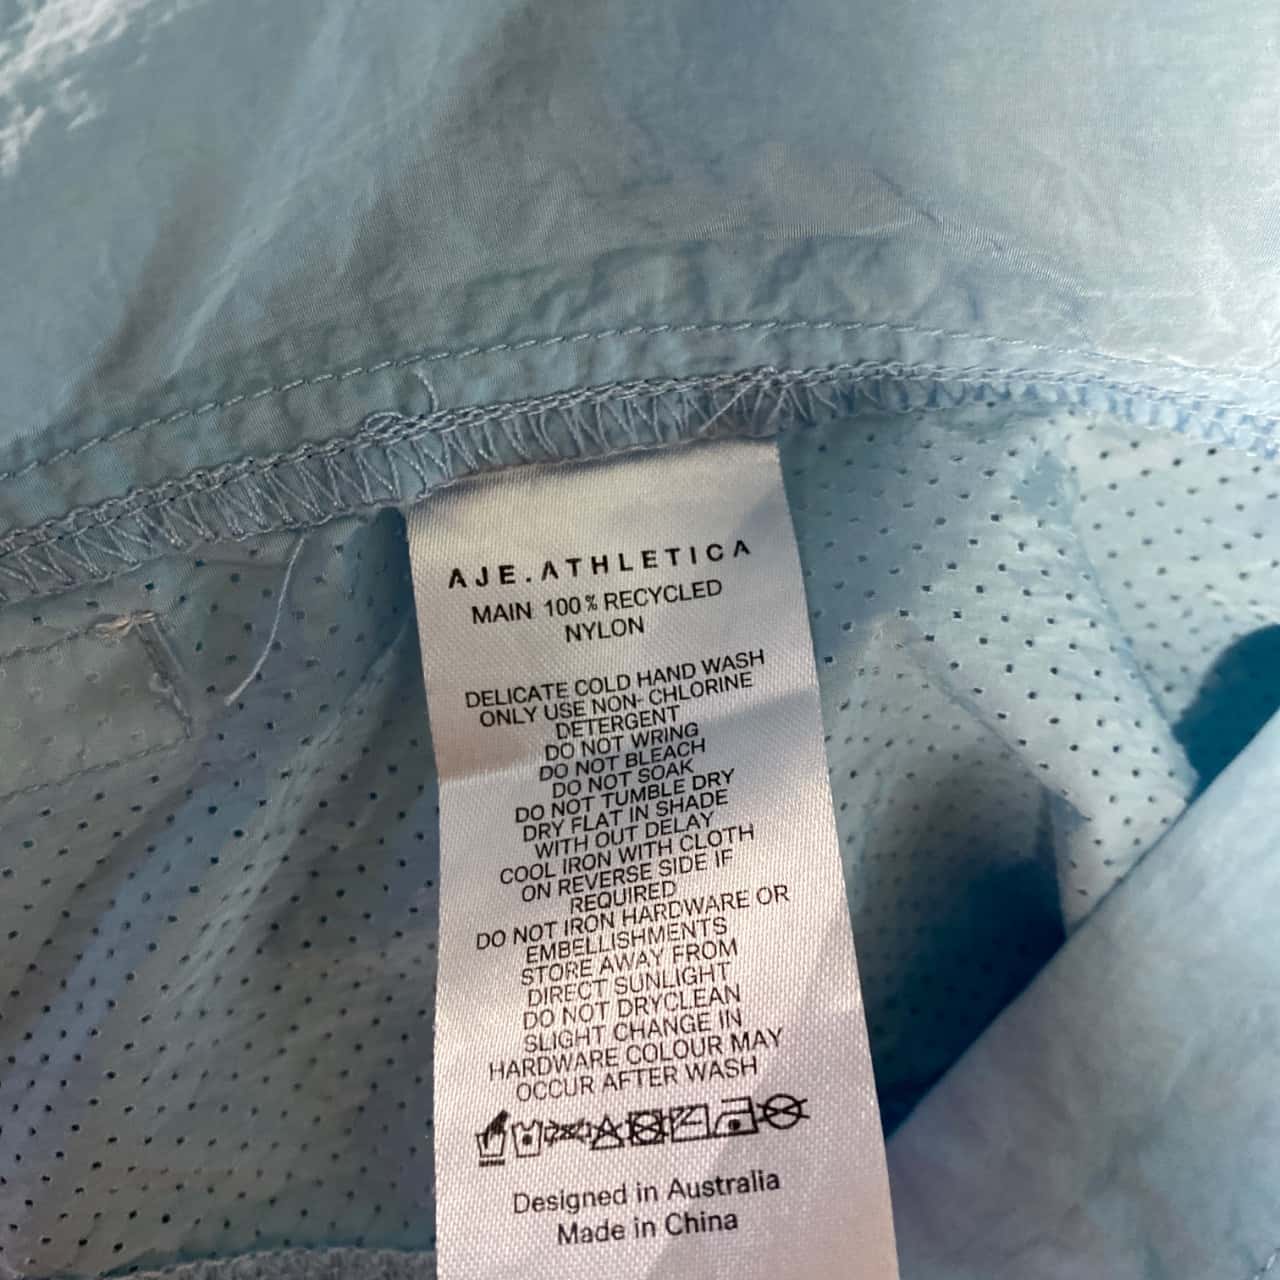 AJE.ATHLETICA
MAIN 100% RECYCLED
NYLON
DELICATE COLD HAND WASH
ONLY USE NON-CHLORINE
DETERGENT
DO NOT WRING
DO NOT BLEACH
DO NOT SOAK
DO NOT TUMBLE DRY
DRY FLAT IN SHADE
WITH OUT DELAY
COOL IRON WITH CLOTH
ON REVERSE SIDE IF
REQUIRED
DO NOT IRON HARDWARE OR
EMBELLISHMENTS
STORE AWAY FROM
DIRECT SUNLIGHT
DO NOT DRYCLEAN
SLIGHT CHANGE IN
HARDWARE COLOUR MAY
OCCUR AFTER WASH
Designed in Australia
Made in China